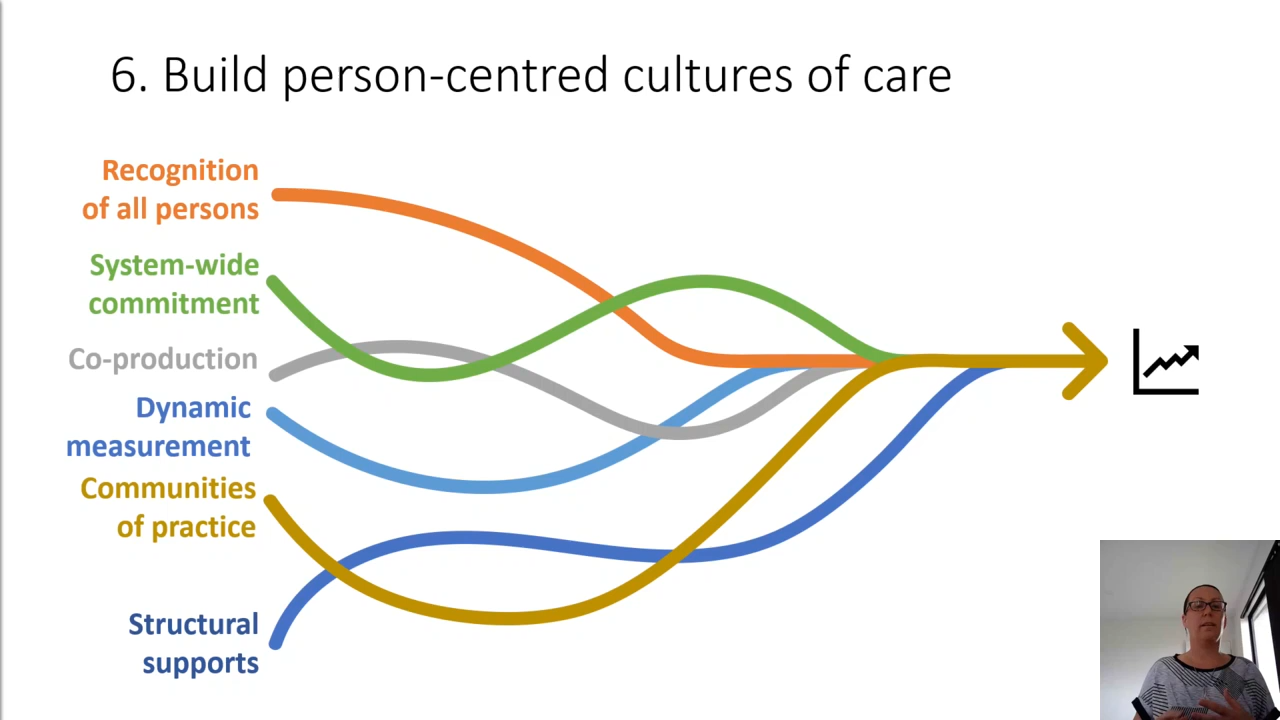 6. Build person-centred cultures of care
Recognition
of all persons
System-wide
commitment
Co-production
Dynamic
measurement
Communities
of practice
Structural
supports